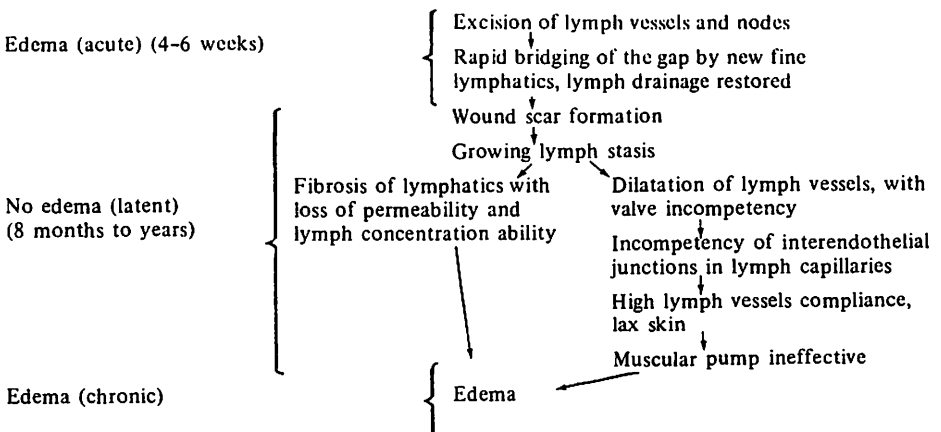 Edema (acute) (4-6 weeks)
Excision of lymph vessels and nodes
Rapid bridging of the gap by new fine
lymphatics, lymph drainage restored
Wound scar formation
Growing lymph stasis
No edema (latent)
(8 months to years)
Fibrosis of lymphatics with
loss of permeability and
lymph concentration ability
Dilatation of lymph vessels, with
valve incompetency
Incompetency of interendothelial
junctions in lymph capillaries
High lymph vessels compliance,
lax skin
Muscular pump ineffective
Edema (chronic)
Edema